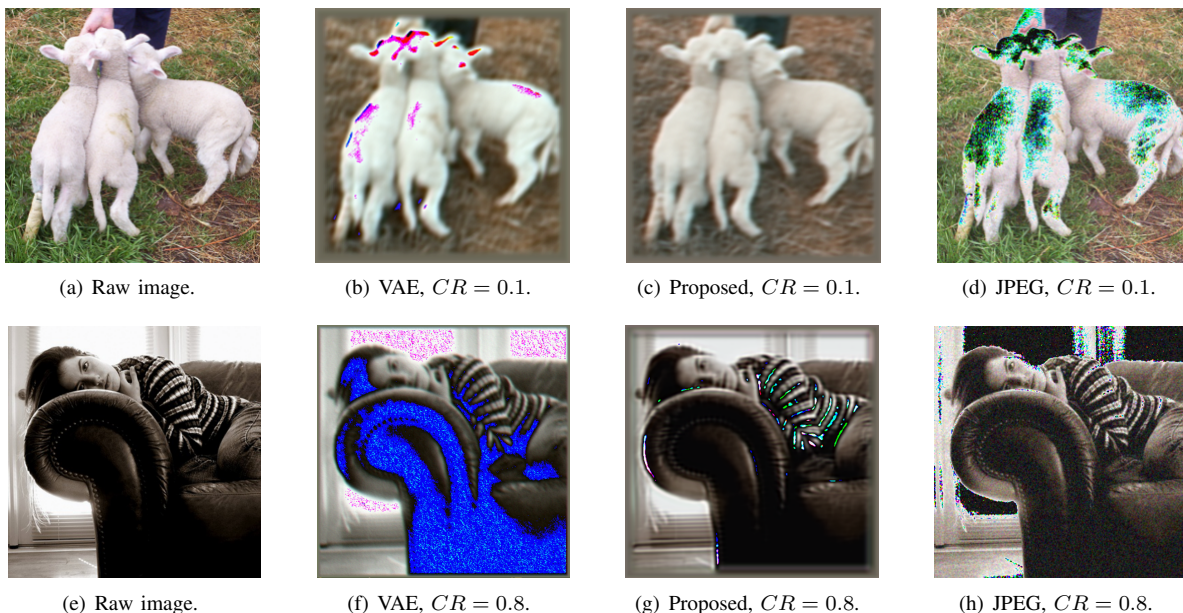 (a) Raw image.
(b) VAE, CR = 0.1.
(c) Proposed, CR = 0.1.
(d) JPEG, CR = 0.1.
(e) Raw image.
(f) VAE, CR = 0.8.
(g) Proposed, CR = 0.8.
(h) JPEG, CR = 0.8.